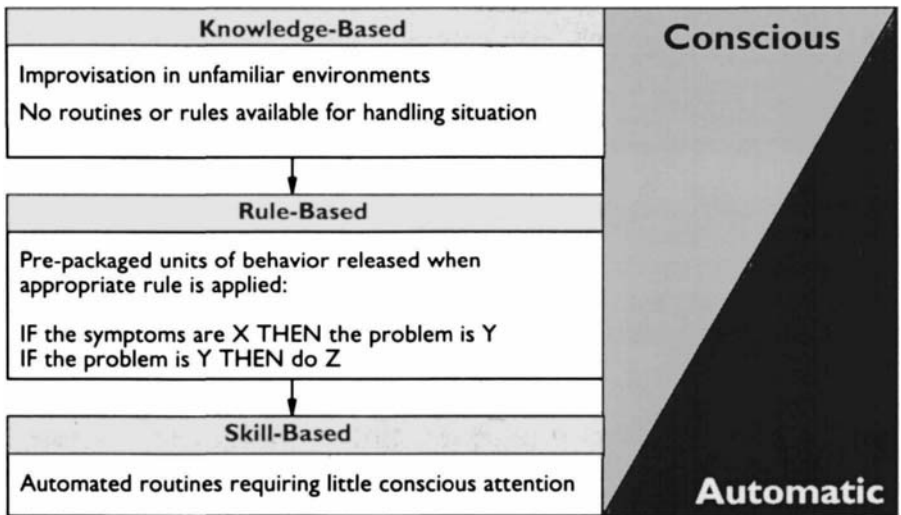 Knowledge-Based
Conscious
Improvisation in unfamiliar environments
No routines or rules available for handling situation
Rule-Based
Pre-packaged units of behavior released when
appropriate rule is applied:
IF the symptoms are X THEN the problem is Y
IF the problem is Y THEN do Z
Skill-Based
Automated routines requiring little conscious attention
Automatic